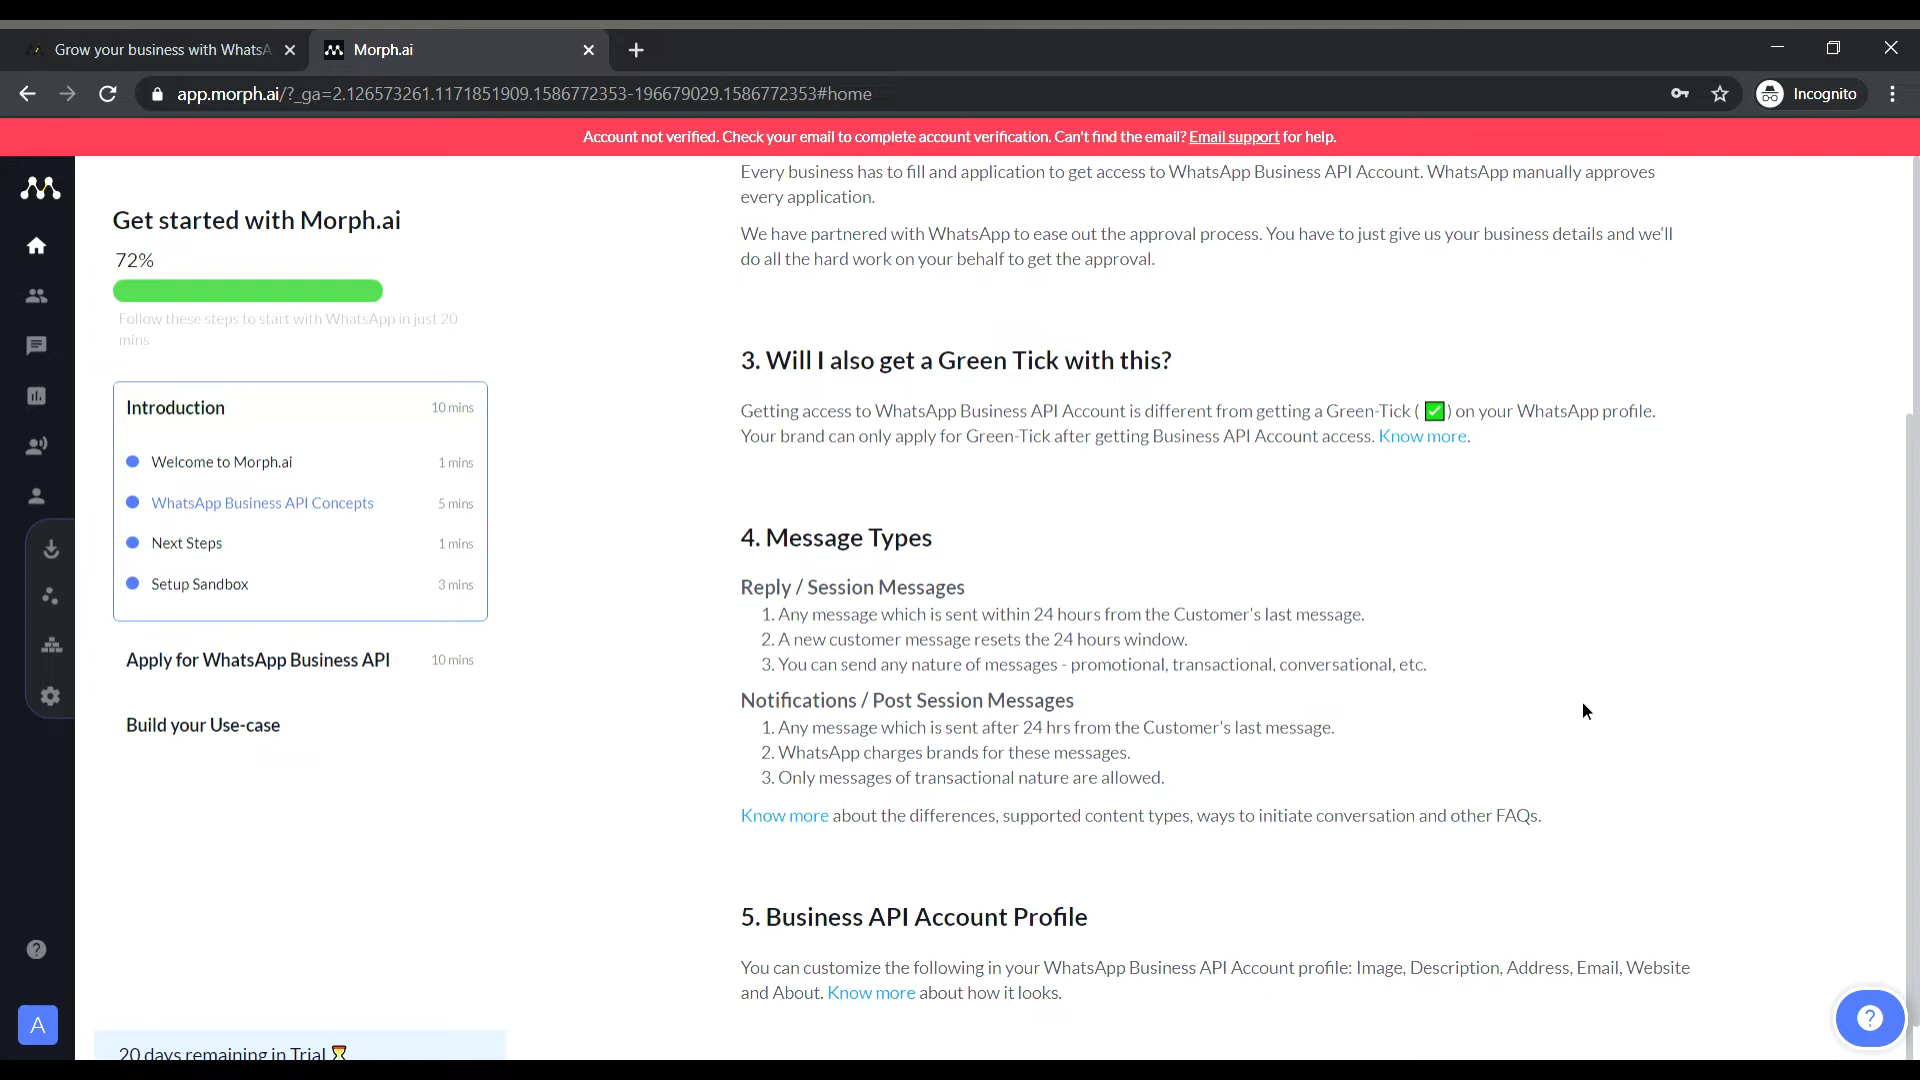 Grow your business with WhatsA
Morph.ai
app.morph.ai/?_ga=2.126573261.1171851909.1586772353-196679029.1586772353#home
Incognito
Account not verified. Check your email to complete account verification. Can't find the email? Email support for help.
Get started with Morph.ai
72%
Follow these steps to start with WhatsApp in just 20
mins
Introduction 10 mins
Welcome to Morph.ai 1 mins
WhatsApp Business API Concepts 5 mins
Next Steps 1 mins
Setup Sandbox 3 mins
Apply for WhatsApp Business API 10 mins
Build your Use-case
20 days remaining in Trial ⌛
A
Every business has to fill and application to get access to WhatsApp Business API Account. WhatsApp manually approves
every application.
We have partnered with WhatsApp to ease out the approval process. You have to just give us your business details and we'll
do all the hard work on your behalf to get the approval.
3. Will I also get a Green Tick with this?
Getting access to WhatsApp Business API Account is different from getting a Green-Tick ( ✅ ) on your WhatsApp profile.
Your brand can only apply for Green-Tick after getting Business API Account access. Know more.
4. Message Types
Reply / Session Messages
1. Any message which is sent within 24 hours from the Customer's last message.
2. A new customer message resets the 24 hours window.
3. You can send any nature of messages - promotional, transactional, conversational, etc.
Notifications / Post Session Messages
1. Any message which is sent after 24 hrs from the Customer's last message.
2. WhatsApp charges brands for these messages.
3. Only messages of transactional nature are allowed.
Know more about the differences, supported content types, ways to initiate conversation and other FAQs.
5. Business API Account Profile
You can customize the following in your WhatsApp Business API Account profile: Image, Description, Address, Email, Website
and About. Know more about how it looks.